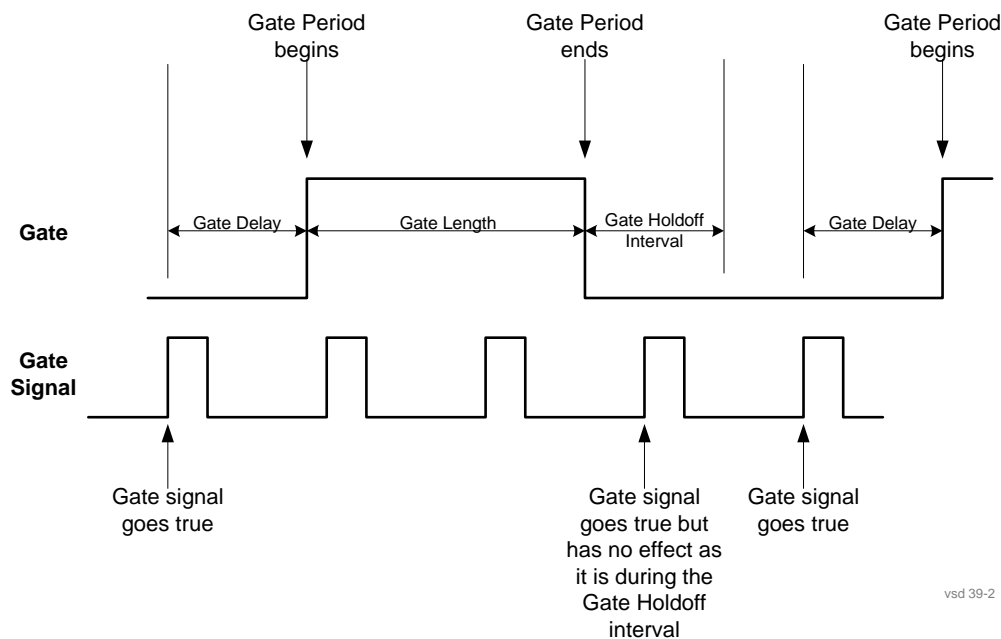 Gate Period
begins
Gate Period
ends
Gate Period
begins
Gate
Gate Delay
Gate Length
Gate Holdoff
Interval
Gate Delay
Gate
Signal
Gate signal
goes true
Gate signal
goes true but
has no effect as
it is during the
Gate Holdoff
interval
Gate signal
goes true
vsd 39-2